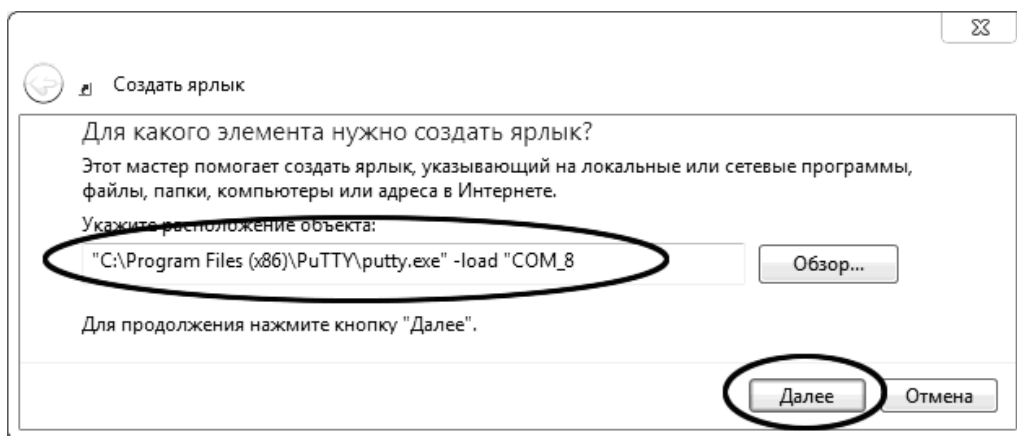 Создать ярлык
Для какого элемента нужно создать ярлык?
Этот мастер помогает создать ярлык, указывающий на локальные или сетевые программы,
файлы, папки, компьютеры или адреса в Интернете.
Укажите расположение объекта:
"C:\Program Files (x86)\PuTTY\putty.exe" -load "COM_8
Обзор...
Для продолжения нажмите кнопку "Далее".
Далее
Отмена